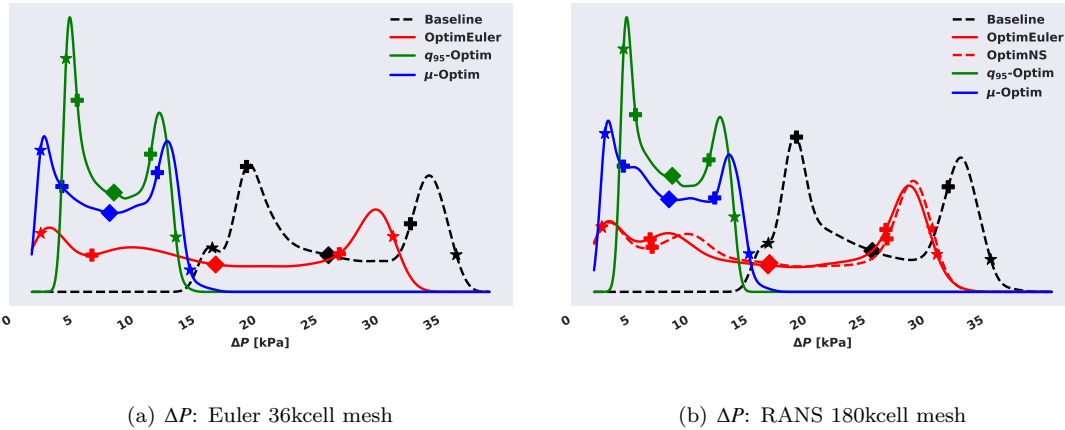 Baseline
OptimEuler
q₉₅-Optim
μ-Optim
0 5 10 15 20 25 30 35
ΔP [kPa]
(a) ΔP: Euler 36kcell mesh
Baseline
OptimEuler
OptimNS
q₉₅-Optim
μ-Optim
0 5 10 15 20 25 30 35
ΔP [kPa]
(b) ΔP: RANS 180kcell mesh